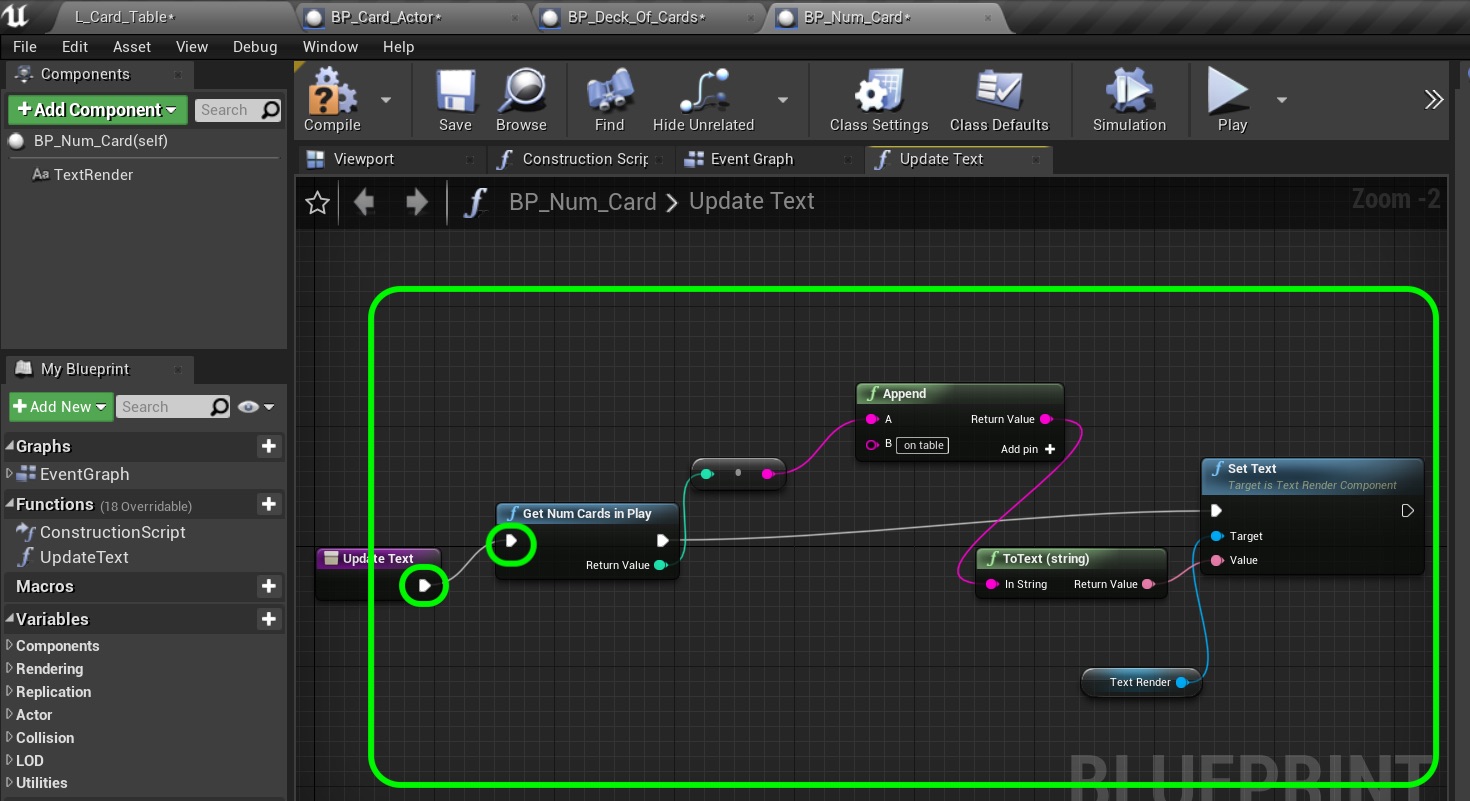 L_Card_Table* BP_Card_Actor* BP_Deck_Of_Cards* BP_Num_Card*
File Edit Asset View Debug Window Help
Components
+Add Component Search
BP_Num_Card(self)
Aa TextRender
Compile Save Browse Find Hide Unrelated Class Settings Class Defaults Simulation Play
Viewport Construction Scrip Event Graph Update Text
BP_Num_Card > Update Text Zoom -2
My Blueprint
+Add New Search
Graphs
EventGraph
Functions (18 Overridable)
ConstructionScript
UpdateText
Macros
Variables
Components
Rendering
Replication
Actor
Collision
LOD
Utilities
Update Text
f Get Num Cards in Play
Return Value
f Append
A Return Value
B on table
Add pin +
f ToText (string)
In String Return Value
f Set Text
Target is Text Render Component
Target
Value
Text Render
BLUEPRINT